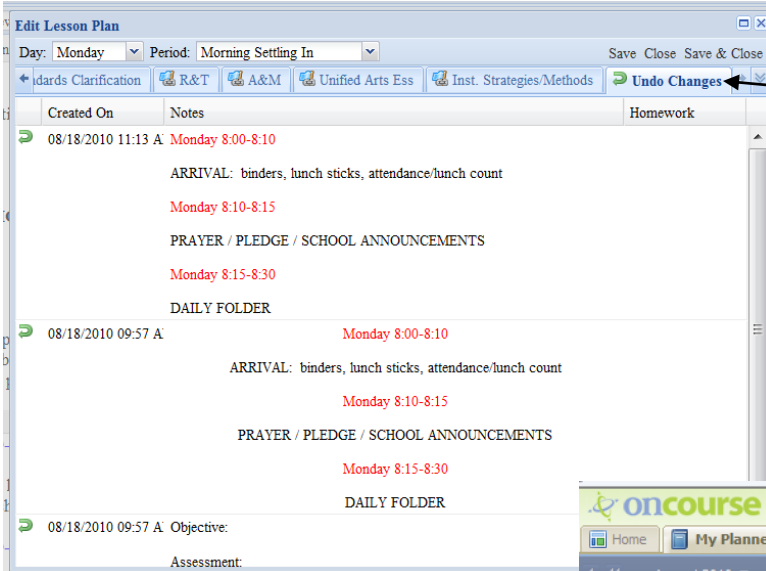 Edit Lesson Plan
Day: Monday Period: Morning Settling In Save Close Save & Close
dards Clarification R&T A&M Unified Arts Ess Inst. Strategies/Methods Undo Changes
Created On Notes Homework
08/18/2010 11:13 A Monday 8:00-8:10
ARRIVAL: binders, lunch sticks, attendance/lunch count
Monday 8:10-8:15
PRAYER / PLEDGE / SCHOOL ANNOUNCEMENTS
Monday 8:15-8:30
DAILY FOLDER
08/18/2010 09:57 A Monday 8:00-8:10
ARRIVAL: binders, lunch sticks, attendance/lunch count
Monday 8:10-8:15
PRAYER / PLEDGE / SCHOOL ANNOUNCEMENTS
Monday 8:15-8:30
DAILY FOLDER
08/18/2010 09:57 A Objective:
Assessment:
oncourse
Home My Planne